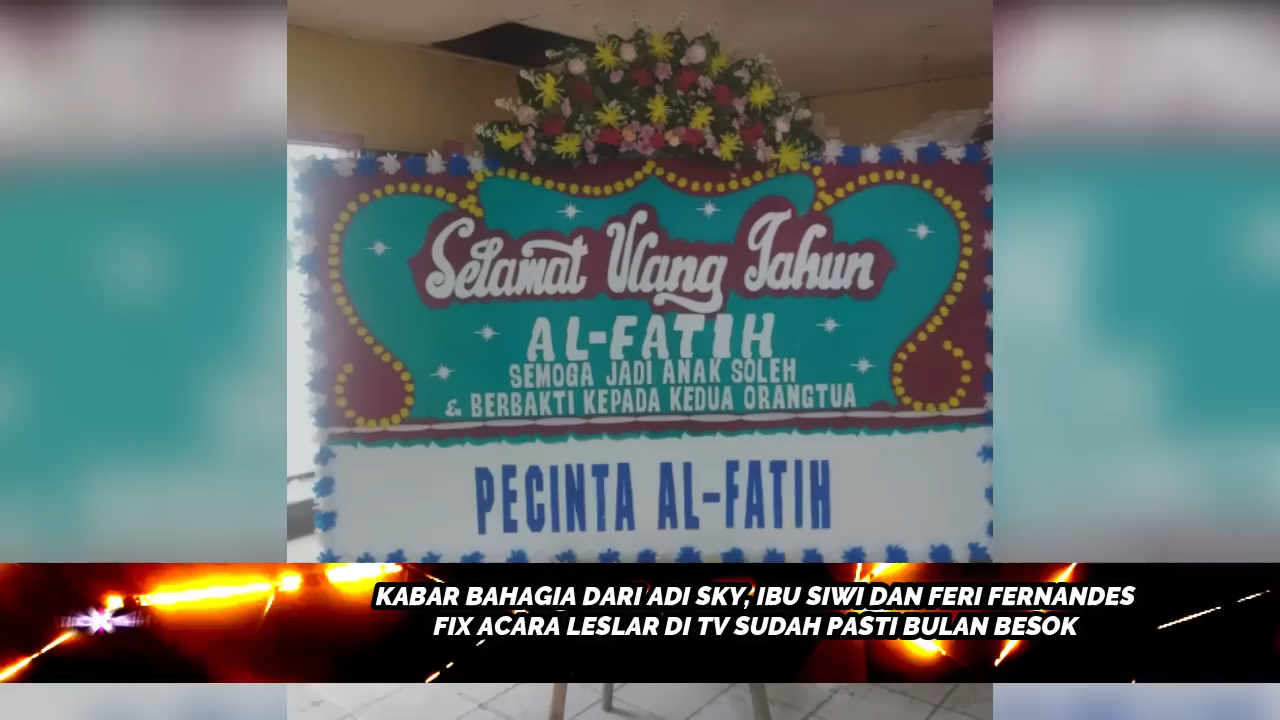 Selamat Ulang Tahun
AL-FATIH
SEMOGA JADI ANAK SOLEH
& BERBAKTI KEPADA KEDUA ORANGTUA
PECINTA AL-FATIH
KABAR BAHAGIA DARI ADI SKY, IBU SIWI DAN FERI FERNANDES
FIX ACARA LESLAR DI TV SUDAH PASTI BULAN BESOK